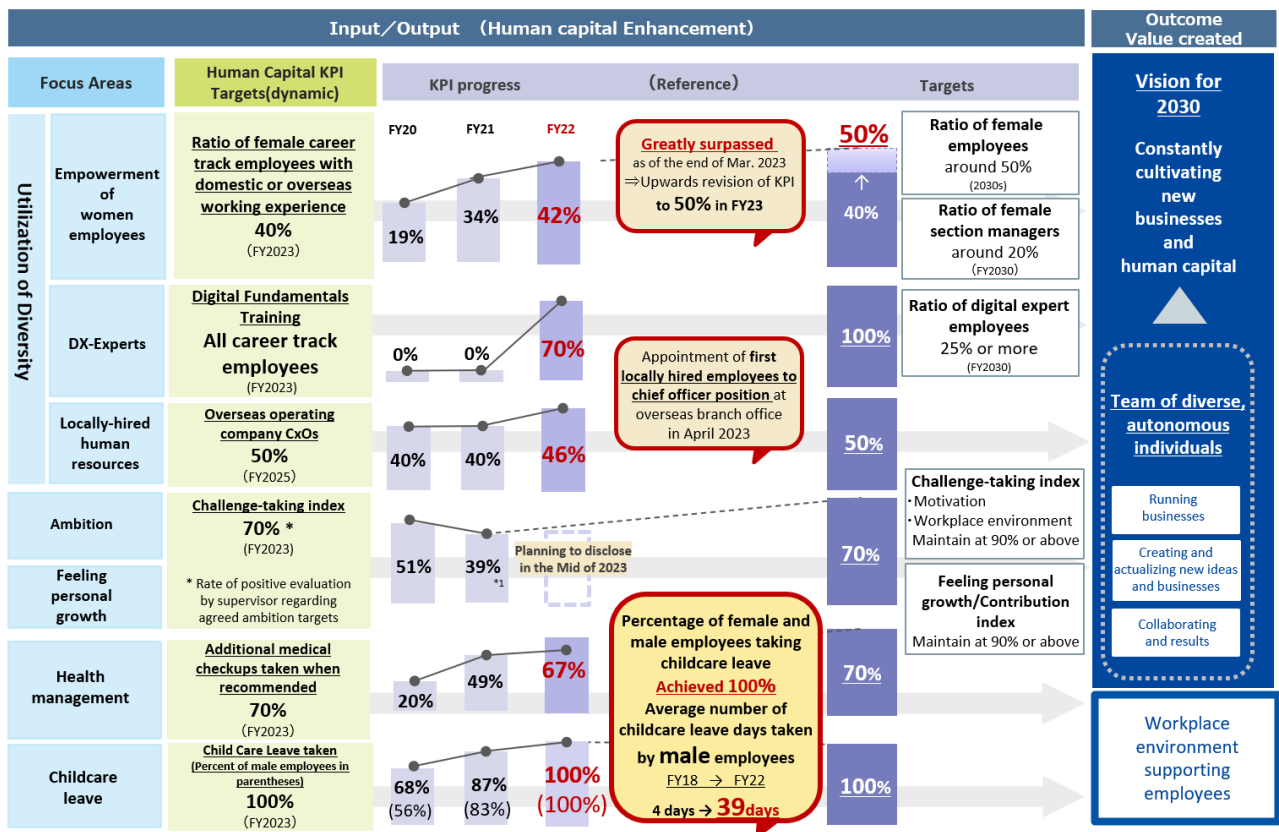 Input／Output （Human capital Enhancement）
Outcome
Value created
Focus Areas
Human Capital KPI
Targets(dynamic)
KPI progress
（Reference）
Targets
Utilization of Diversity
Empowerment
of
women
employees
Ratio of female career
track employees with
domestic or overseas
working experience
40%
(FY2023)
FY20
FY21
FY22
19%
34%
42%
Greatly surpassed
as of the end of Mar. 2023
⇒Upwards revision of KPI
to 50% in FY23
50%
↑
40%
Ratio of female
employees
around 50%
(2030s)
Ratio of female
section managers
around 20%
(FY2030)
DX-Experts
Digital Fundamentals
Training
All career track
employees
(FY2023)
0%
0%
70%
100%
Ratio of digital expert
employees
25% or more
(FY2030)
Appointment of first
locally hired employees to
chief officer position at
overseas branch office
in April 2023
Locally-hired
human
resources
Overseas operating
company CxOs
50%
(FY2025)
40%
40%
46%
50%
Ambition
Challenge-taking index
70% *
(FY2023)
* Rate of positive evaluation
by supervisor regarding
agreed ambition targets
51%
39%
*1
Planning to disclose
in the Mid of 2023
70%
Challenge-taking index
・Motivation
・Workplace environment
Maintain at 90% or above
Feeling
personal
growth
Feeling personal
growth/Contribution
index
Maintain at 90% or above
Health
management
Additional medical
checkups taken when
recommended
70%
(FY2023)
20%
49%
67%
70%
Percentage of female and
male employees taking
childcare leave
Achieved 100%
Average number of
childcare leave days taken
by male employees
FY18 → FY22
4 days → 39days
Childcare
leave
Child Care Leave taken
(Percent of male employees in
parentheses)
100%
(FY2023)
68%
(56%)
87%
(83%)
100%
(100%)
100%
Vision for
2030
Constantly
cultivating
new
businesses
and
human capital
Team of diverse,
autonomous
individuals
Running
businesses
Creating and
actualizing new ideas
and businesses
Collaborating
and results
Workplace
environment
supporting
employees